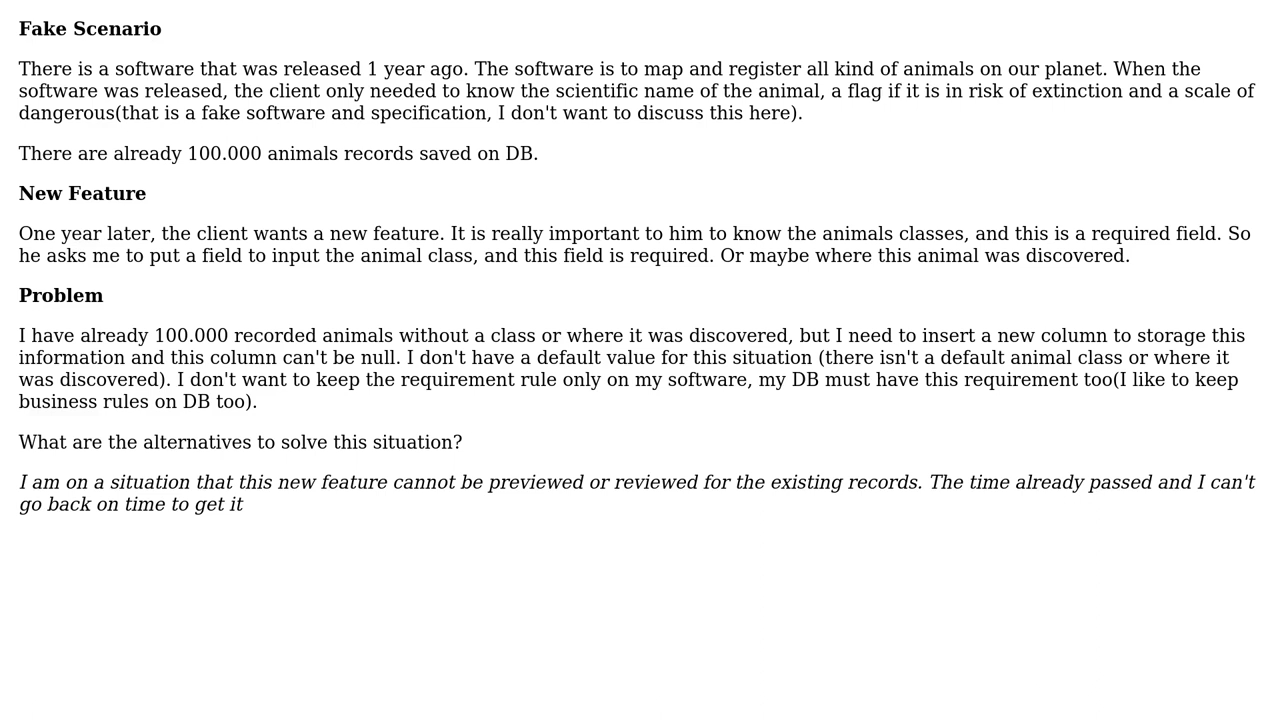 Fake Scenario
There is a software that was released 1 year ago. The software is to map and register all kind of animals on our planet. When the
software was released, the client only needed to know the scientific name of the animal, a flag if it is in risk of extinction and a scale of
dangerous(that is a fake software and specification, I don't want to discuss this here).
There are already 100.000 animals records saved on DB.
New Feature
One year later, the client wants a new feature. It is really important to him to know the animals classes, and this is a required field. So
he asks me to put a field to input the animal class, and this field is required. Or maybe where this animal was discovered.
Problem
I have already 100.000 recorded animals without a class or where it was discovered, but I need to insert a new column to storage this
information and this column can't be null. I don't have a default value for this situation (there isn't a default animal class or where it
was discovered). I don't want to keep the requirement rule only on my software, my DB must have this requirement too(I like to keep
business rules on DB too).
What are the alternatives to solve this situation?
I am on a situation that this new feature cannot be previewed or reviewed for the existing records. The time already passed and I can't
go back on time to get it